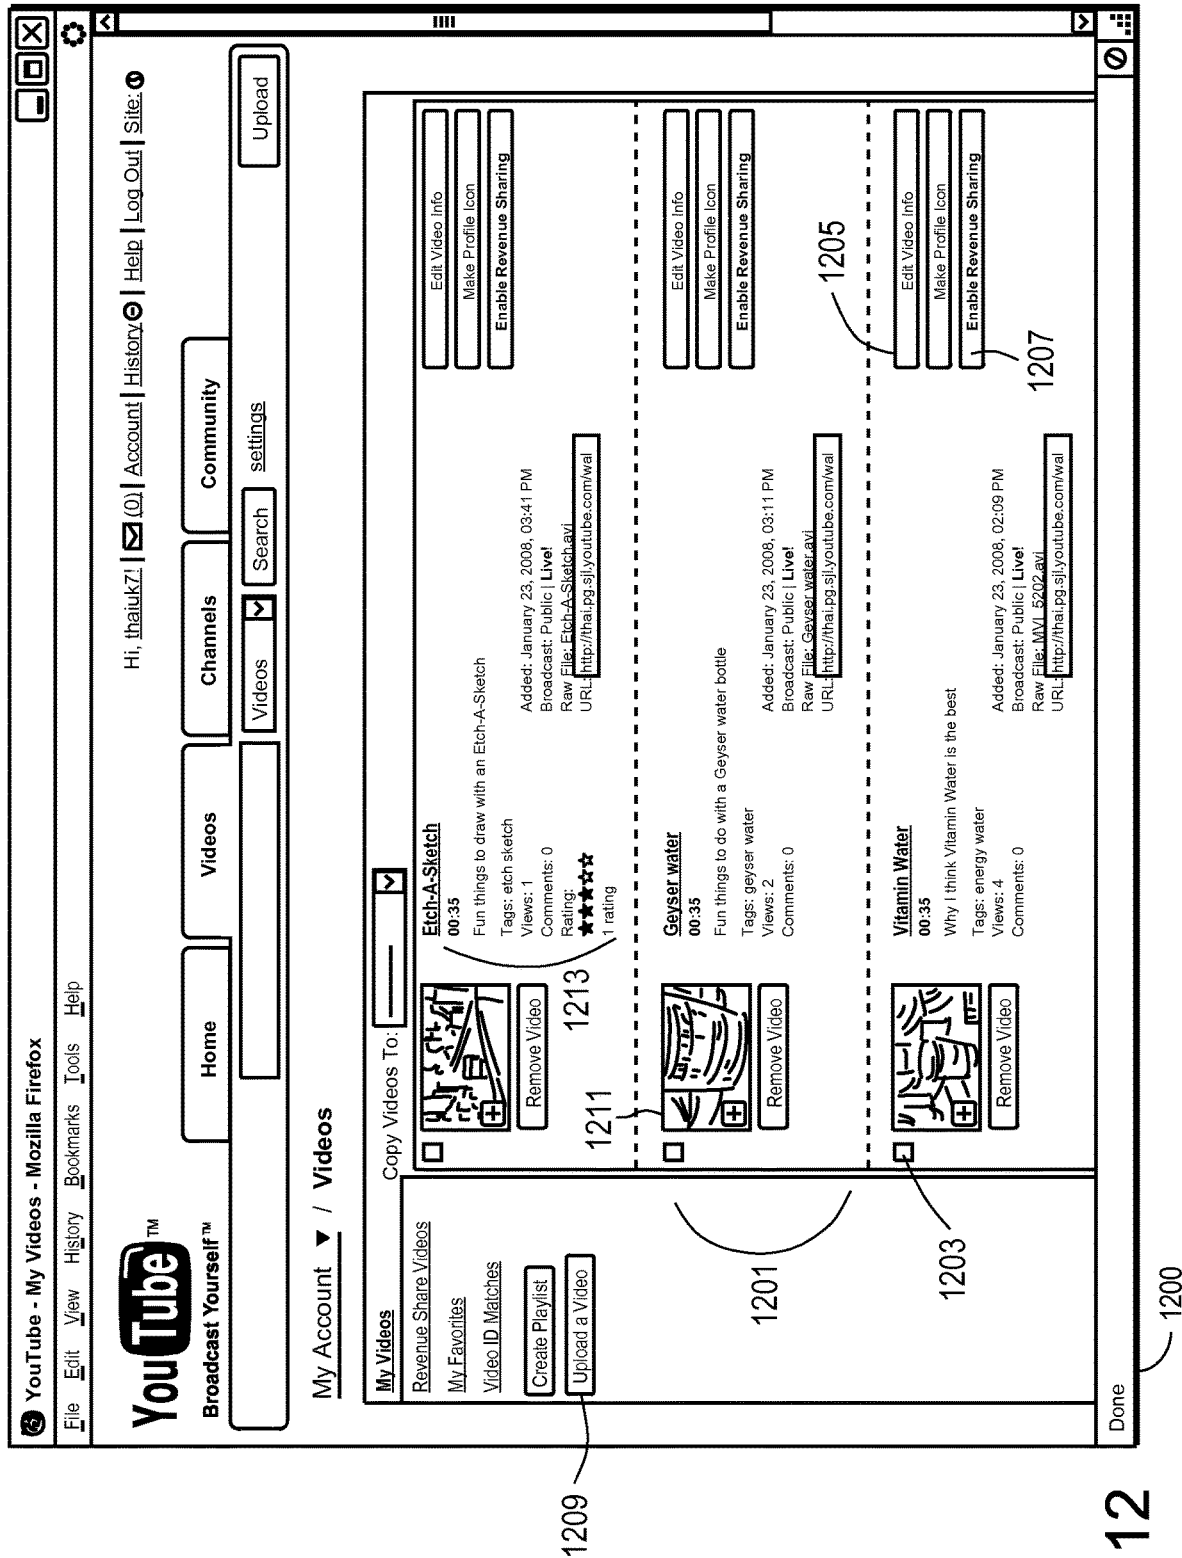 YouTube - My Videos - Mozilla Firefox
File Edit View History Bookmarks Tools Help
YouTube™
Broadcast Yourself™
Hi, thaiuk7! | (0) | Account | History | Help | Log Out | Site:
Home
Videos
Channels
Community
Videos
Search
settings
Upload
My Account / Videos
My Videos
Copy Videos To:
Revenue Share Videos
My Favorites
Video ID Matches
Create Playlist
Upload a Video
Remove Video
Etch-A-Sketch
00:35
Fun things to draw with an Etch-A-Sketch
Tags: etch sketch
Views: 1
Comments: 0
Rating:
1 rating
Added: January 23, 2008, 03:41 PM
Broadcast: Public | Live!
Raw File: Etch-A-Sketch.avi
URL: http://thai.pg.sjl.youtube.com/wal
Edit Video Info
Make Profile Icon
Enable Revenue Sharing
Remove Video
Geyser water
00:35
Fun things to do with a Geyser water bottle
Tags: geyser water
Views: 2
Comments: 0
Added: January 23, 2008, 03:11 PM
Broadcast: Public | Live!
Raw File: Geyser water.avi
URL: http://thai.pg.sjl.youtube.com/wal
Edit Video Info
Make Profile Icon
Enable Revenue Sharing
Remove Video
Vitamin Water
00:35
Why I think Vitamin Water is the best
Tags: energy water
Views: 4
Comments: 0
Added: January 23, 2008, 02:09 PM
Broadcast: Public | Live!
Raw File: MVI_5202.avi
URL: http://thai.pg.sjl.youtube.com/wal
Edit Video Info
Make Profile Icon
Enable Revenue Sharing
Done
1209
1213
1211
1201
1203
1205
1207
1200
12